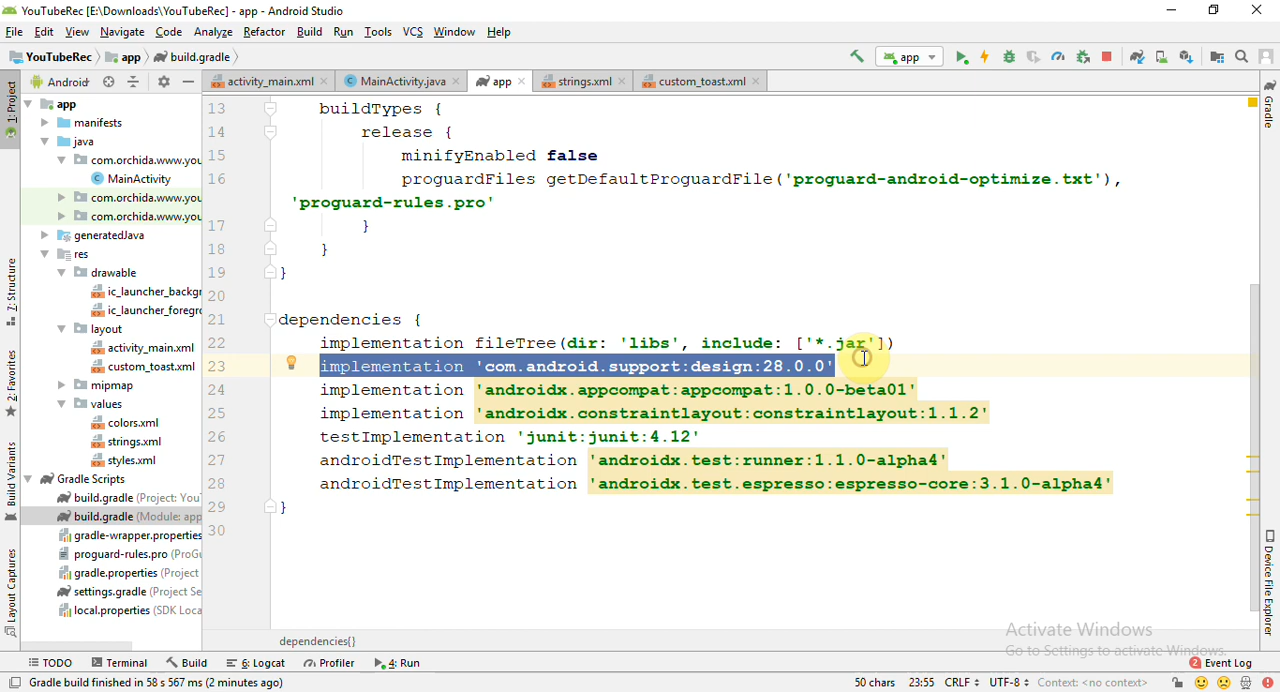 YouTubeRec [E:\Downloads\YouTubeRec] - app - Android Studio
File Edit View Navigate Code Analyze Refactor Build Run Tools VCS Window Help
YouTubeRec app build.gradle app
Android activity_main.xml MainActivity.java app strings.xml custom_toast.xml
1: Project
Z: Structure
2: Favorites
Build Variants
Layout Captures
app
manifests
java
com.orchida.www.you
MainActivity
com.orchida.www.you
com.orchida.www.you
generatedJava
res
drawable
ic_launcher_backgr
ic_launcher_foregro
layout
activity_main.xml
custom_toast.xml
mipmap
values
colors.xml
strings.xml
styles.xml
Gradle Scripts
build.gradle (Project: You
build.gradle (Module: app
gradle-wrapper.properties
proguard-rules.pro (ProGu
gradle.properties (Project
settings.gradle (Project Se
local.properties (SDK Loca
13 buildTypes {
14 release {
15 minifyEnabled false
16 proguardFiles getDefaultProguardFile('proguard-android-optimize.txt'),
'proguard-rules.pro'
17 }
18 }
19 }
20
21 dependencies {
22 implementation fileTree(dir: 'libs', include: ['*.jar'])
23 implementation 'com.android.support:design:28.0.0'
24 implementation 'androidx.appcompat:appcompat:1.0.0-beta01'
25 implementation 'androidx.constraintlayout:constraintlayout:1.1.2'
26 testImplementation 'junit:junit:4.12'
27 androidTestImplementation 'androidx.test:runner:1.1.0-alpha4'
28 androidTestImplementation 'androidx.test.espresso:espresso-core:3.1.0-alpha4'
29 }
30
dependencies{}
Gradle
Device File Explorer
Activate Windows
Go to Settings to activate Windows.
TODO Terminal Build 6: Logcat Profiler 4: Run 2 Event Log
Gradle build finished in 58 s 567 ms (2 minutes ago) 50 chars 23:55 CRLF UTF-8 Context: <no context>